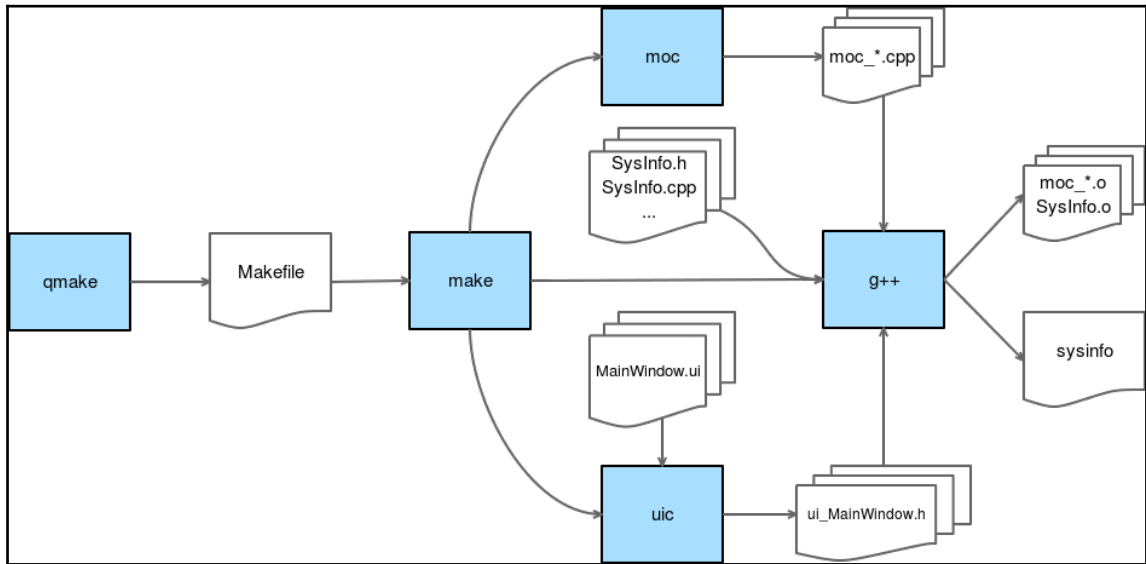 moc
moc_*.cpp
SysInfo.h
SysInfo.cpp
...
moc_*.o
SysInfo.o
qmake
Makefile
make
g++
MainWindow.ui
sysinfo
uic
ui_MainWindow.h